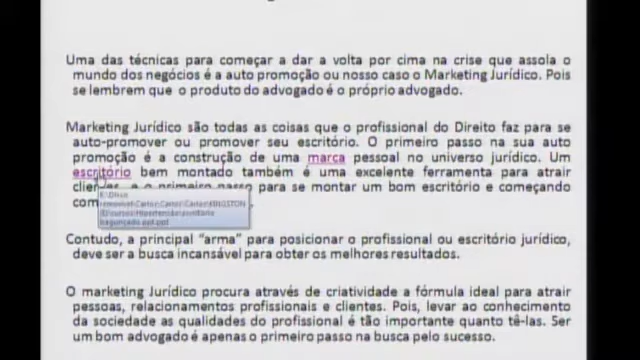 Uma das técnicas para começar a dar a volta por cima na crise que assola o
mundo dos negócios é a auto promoção ou nosso caso o Marketing Jurídico. Pois
se lembrem que o produto do advogado é o próprio advogado.
Marketing Jurídico são todas as coisas que o profissional do Direito faz para se
auto-promover ou promover seu escritório. O primeiro passo na sua auto
promoção é a construção de uma marca pessoal no universo jurídico. Um
escritório bem montado também é uma excelente ferramenta para atrair
e o primeiro passo para se montar um bom escritório e começando
com
Contudo, a principal "arma" para posicionar o profissional ou escritório jurídico,
deve ser a busca incansável para obter os melhores resultados.
O marketing Jurídico procura através de criatividade a fórmula ideal para atrair
pessoas, relacionamentos profissionais e clientes. Pois, levar ao conhecimento
da sociedade as qualidades do profissional é tão importante quanto tê-las. Ser
um bom advogado é apenas o primeiro passo na busca pelo sucesso.